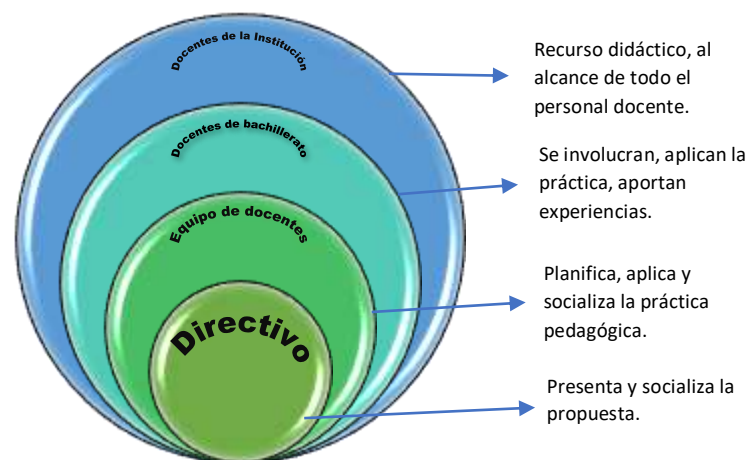 Docentes de la Institución
Recurso didáctico, al
alcance de todo el
personal docente.
Docentes de bachillerato
Se involucran, aplican la
práctica, aportan
experiencias.
Equipo de docentes
Planifica, aplica y
socializa la práctica
pedagógica.
Directivo
Presenta y socializa la
propuesta.